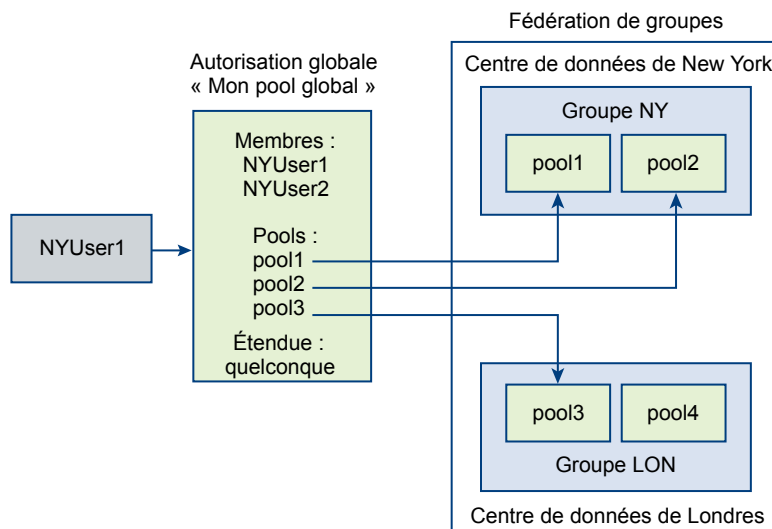 Fédération de groupes
Autorisation globale
« Mon pool global »
Centre de données de New York
Groupe NY
pool1
pool2
Membres :
NYUser1
NYUser2
NYUser1
Pools :
pool1
pool2
pool3
Étendue :
quelconque
pool3
pool4
Groupe LON
Centre de données de Londres